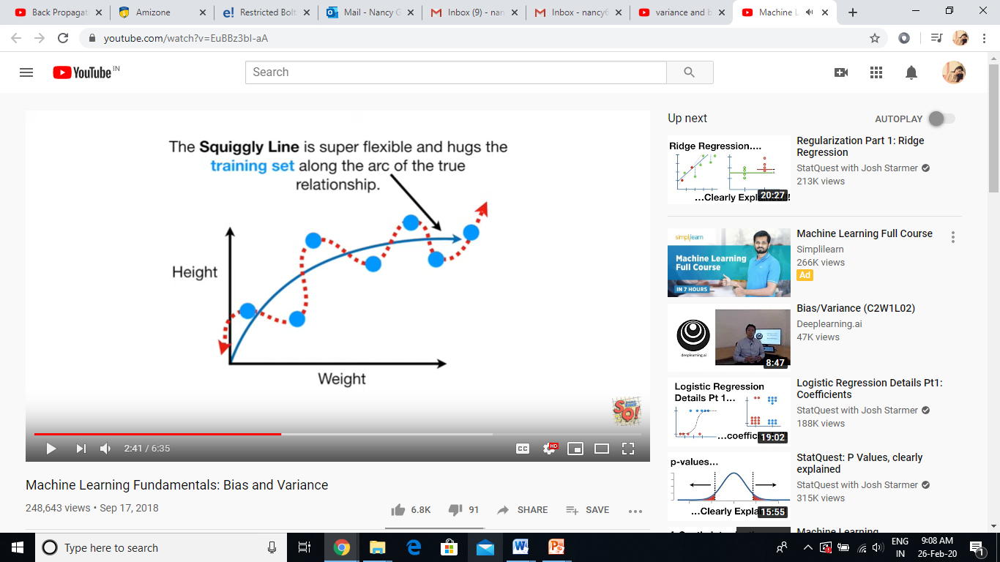 Back Propagat
Amizone
Restricted Bolt
Mail - Nancy G
Inbox (9) - nan
Inbox - nancy6
variance and b
Machine L
youtube.com/watch?v=EuBBz3bI-aA
YouTube IN
Search
The Squiggly Line is super flexible and hugs the
training set along the arc of the true
relationship.
Height
Weight
SQ!
2:41 / 6:35
CC
HD
Machine Learning Fundamentals: Bias and Variance
248,643 views • Sep 17, 2018
6.8K
91
SHARE
SAVE
Up next
AUTOPLAY
Ridge Regression....
...Clearly Explain
20:27
Regularization Part 1: Ridge
Regression
StatQuest with Josh Starmer
213K views
simplilearn
Machine Learning
Full Course
IN 7 HOURS
Machine Learning Full Course
Simplilearn
266K views
Ad
deeplearning.ai
8:47
Bias/Variance (C2W1L02)
Deeplearning.ai
47K views
Logistic Regression
Details Pt 1...
...coeffici
19:02
Logistic Regression Details Pt1:
Coefficients
StatQuest with Josh Starmer
188K views
p-values...
...Clearly Expla
15:55
StatQuest: P Values, clearly
explained
StatQuest with Josh Starmer
315K views
Machine Learning
Type here to search
ENG
IN
9:08 AM
26-Feb-20
1